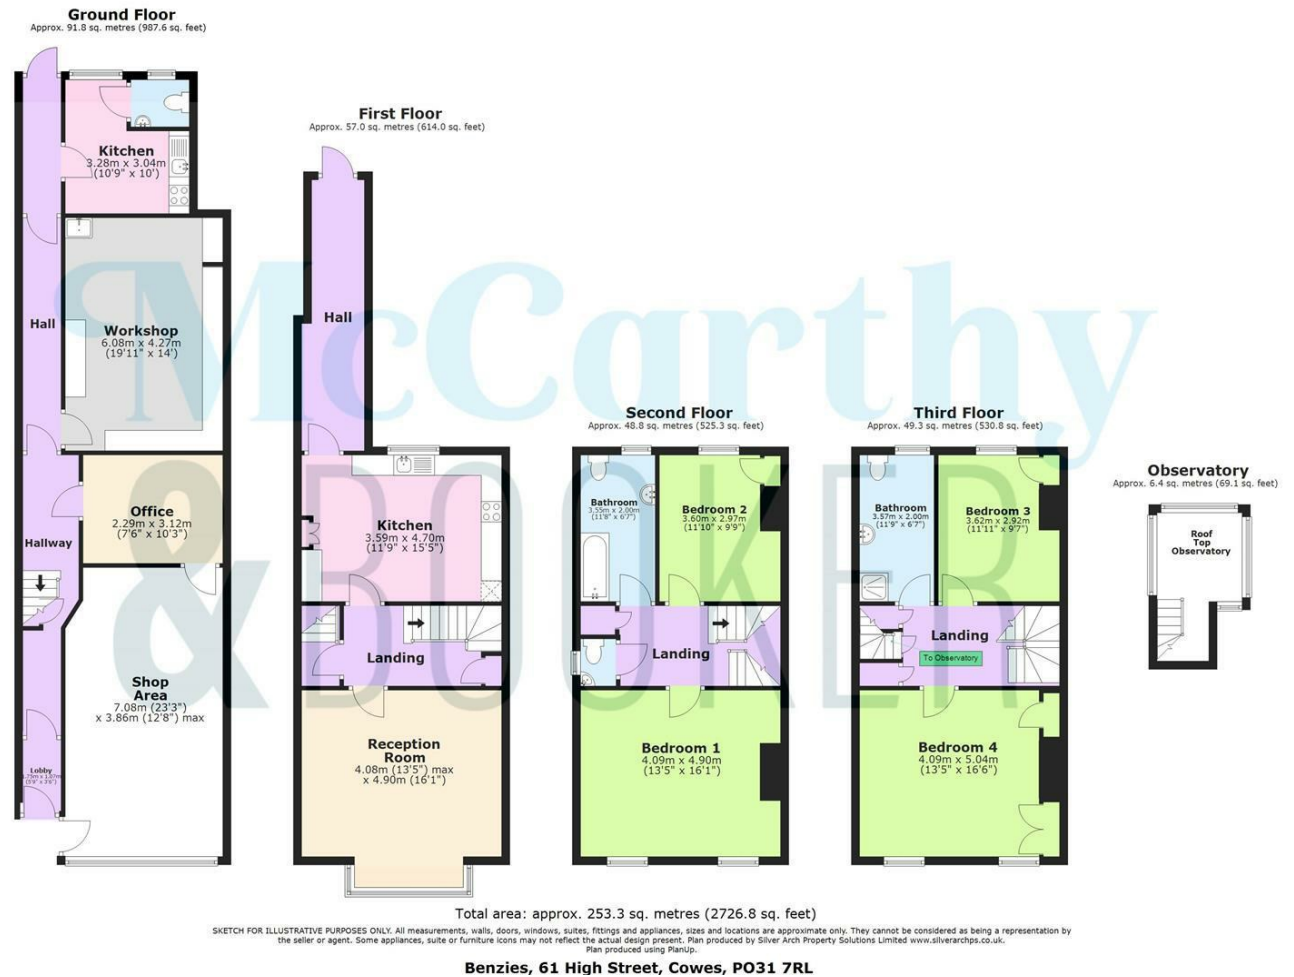 Ground Floor
Approx. 91.8 sq. metres (987.6 sq. feet)
Kitchen
3.28m x 3.04m
(10'9" x 10')
Hall
Workshop
6.08m x 4.27m
(19'11" x 14')
Office
2.29m x 3.12m
(7'6" x 10'3")
Hallway
Shop
Area
7.08m (23'3")
x 3.86m (12'8") max
Lobby
1.75m x 1.07m
(5'9" x 3'6")
First Floor
Approx. 57.0 sq. metres (614.0 sq. feet)
Hall
Kitchen
3.59m x 4.70m
(11'9" x 15'5")
Landing
Reception
Room
4.08m (13'5") max
x 4.90m (16'1")
Second Floor
Approx. 48.8 sq. metres (525.3 sq. feet)
Bathroom
3.55m x 2.00m
(11'8" x 6'7")
Bedroom 2
3.60m x 2.97m
(11'10" x 9'9")
Landing
Bedroom 1
4.09m x 4.90m
(13'5" x 16'1")
Third Floor
Approx. 49.3 sq. metres (530.8 sq. feet)
Bathroom
3.57m x 2.00m
(11'9" x 6'7")
Bedroom 3
3.62m x 2.92m
(11'11" x 9'7")
Landing
To Observatory
Bedroom 4
4.09m x 5.04m
(13'5" x 16'6")
Observatory
Approx. 6.4 sq. metres (69.1 sq. feet)
Roof
Top
Observatory
McCarthy
& BOOKER
Total area: approx. 253.3 sq. metres (2726.8 sq. feet)
SKETCH FOR ILLUSTRATIVE PURPOSES ONLY. All measurements, walls, doors, windows, suites, fittings and appliances, sizes and locations are approximate only. They cannot be considered as being a representation by
the seller or agent. Some appliances, suite or furniture icons may not reflect the actual design present. Plan produced by Silver Arch Property Solutions Limited www.silverarchps.co.uk.
Plan produced using PlanUp.
Benzies, 61 High Street, Cowes, PO31 7RL